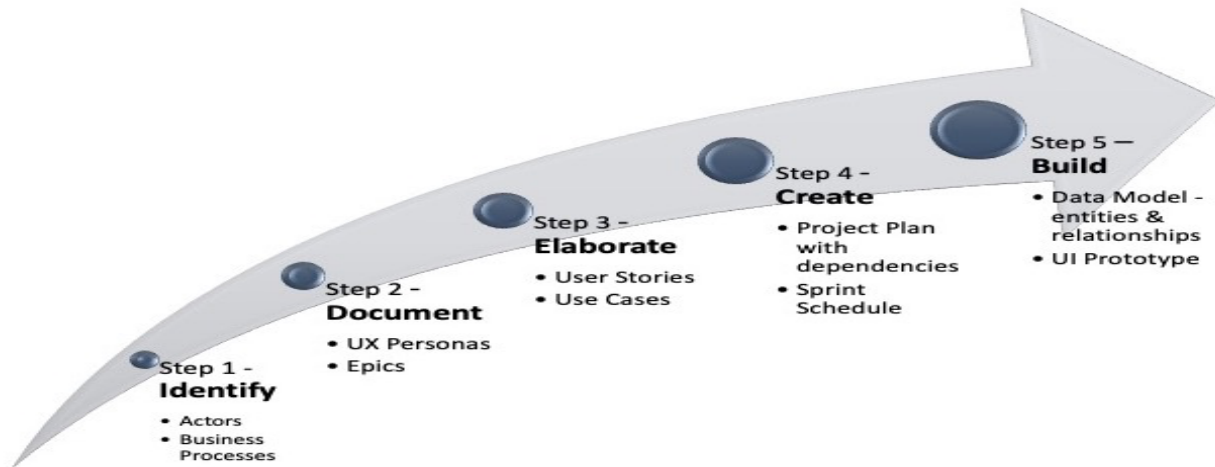 Step 1 -
Identify
• Actors
• Business
Processes
Step 2 -
Document
• UX Personas
• Epics
Step 3 -
Elaborate
• User Stories
• Use Cases
Step 4 -
Create
• Project Plan
with
dependencies
• Sprint
Schedule
Step 5 —
Build
• Data Model -
entities &
relationships
• UI Prototype